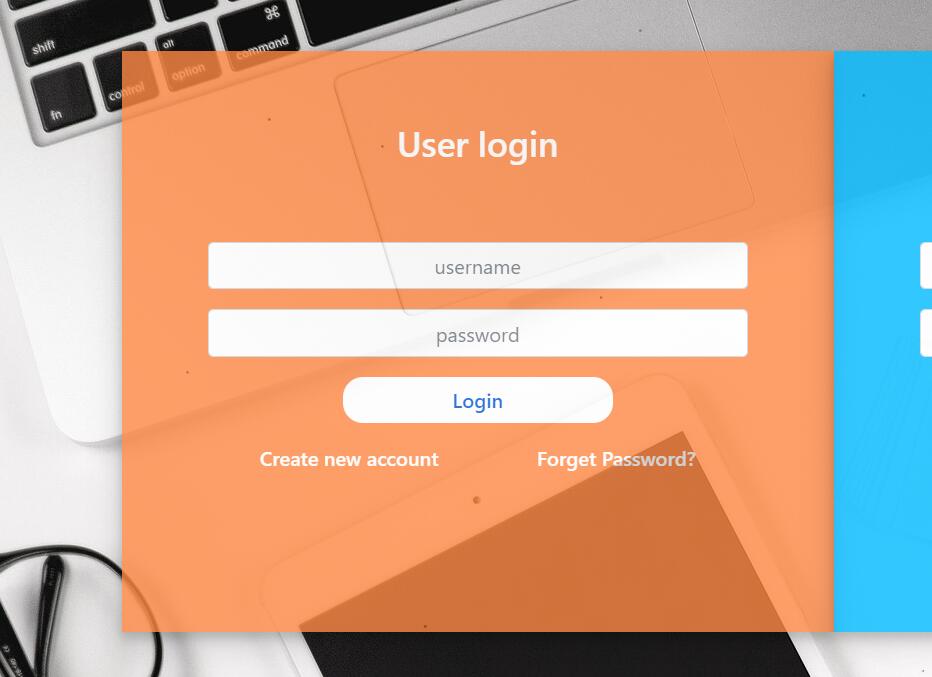 ⌘
shift
alt
command
option
control
fn
User login
username
password
Login
Create new account
Forget Password?